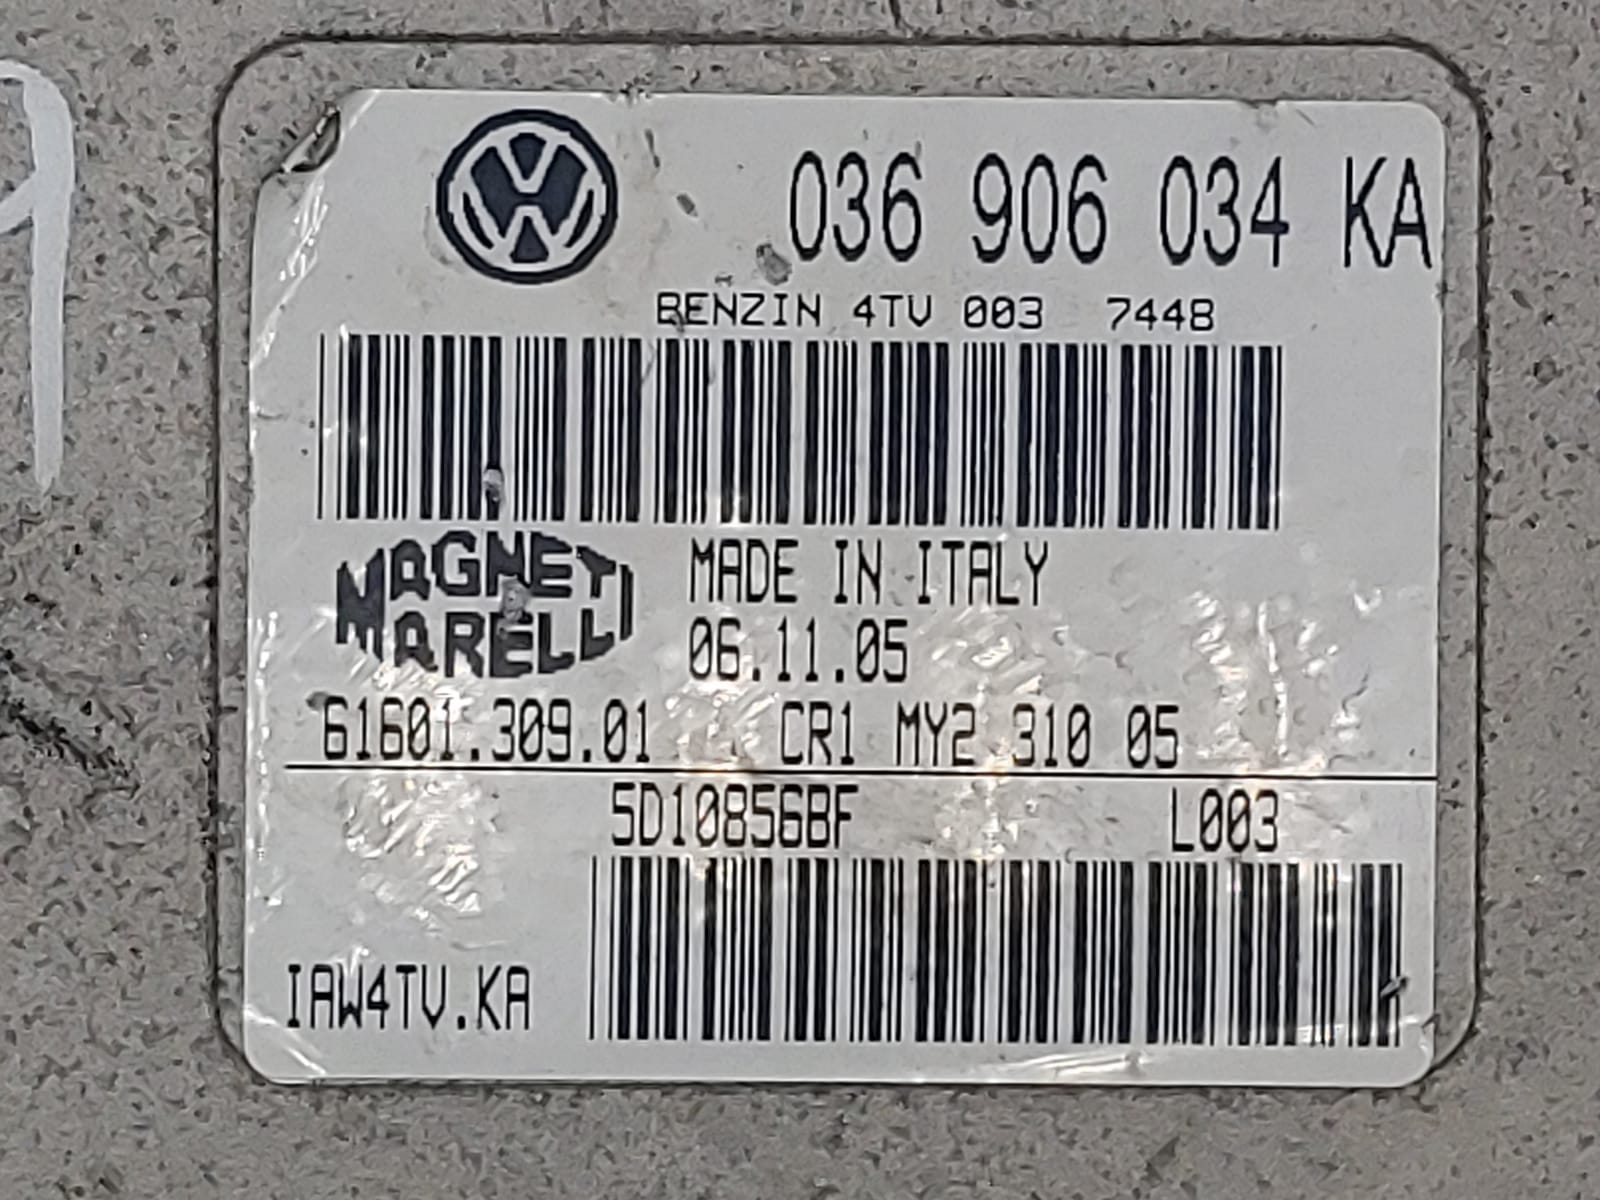 9
036 906 034 KA
BENZIN 4TV 003 7448
MAGNETI MARELLI
MADE IN ITALY
06.11.05
61601.309.01 CR1 MY2 310 05
5D10856BF L003
IAW4TV.KA